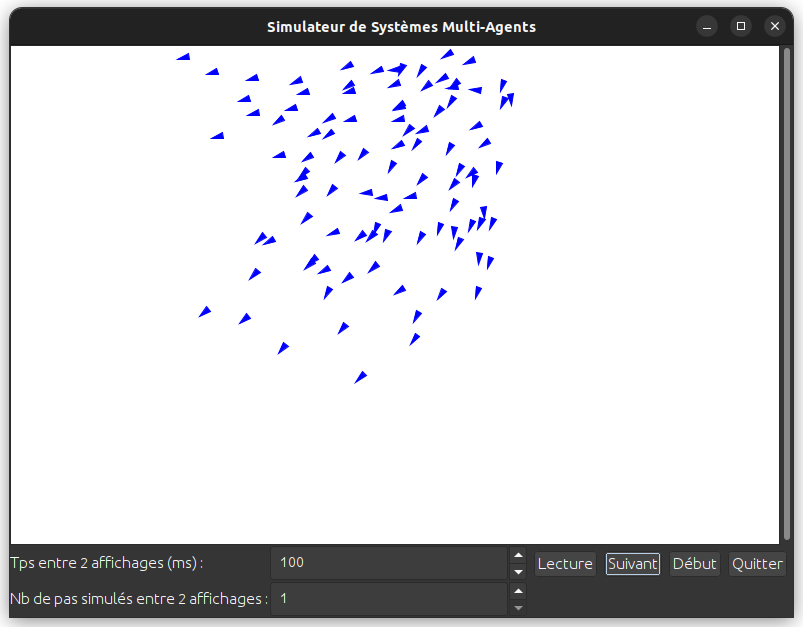 Simulateur de Systèmes Multi-Agents
Tps entre 2 affichages (ms) : 100 Lecture Suivant Début Quitter
Nb de pas simulés entre 2 affichages : 1